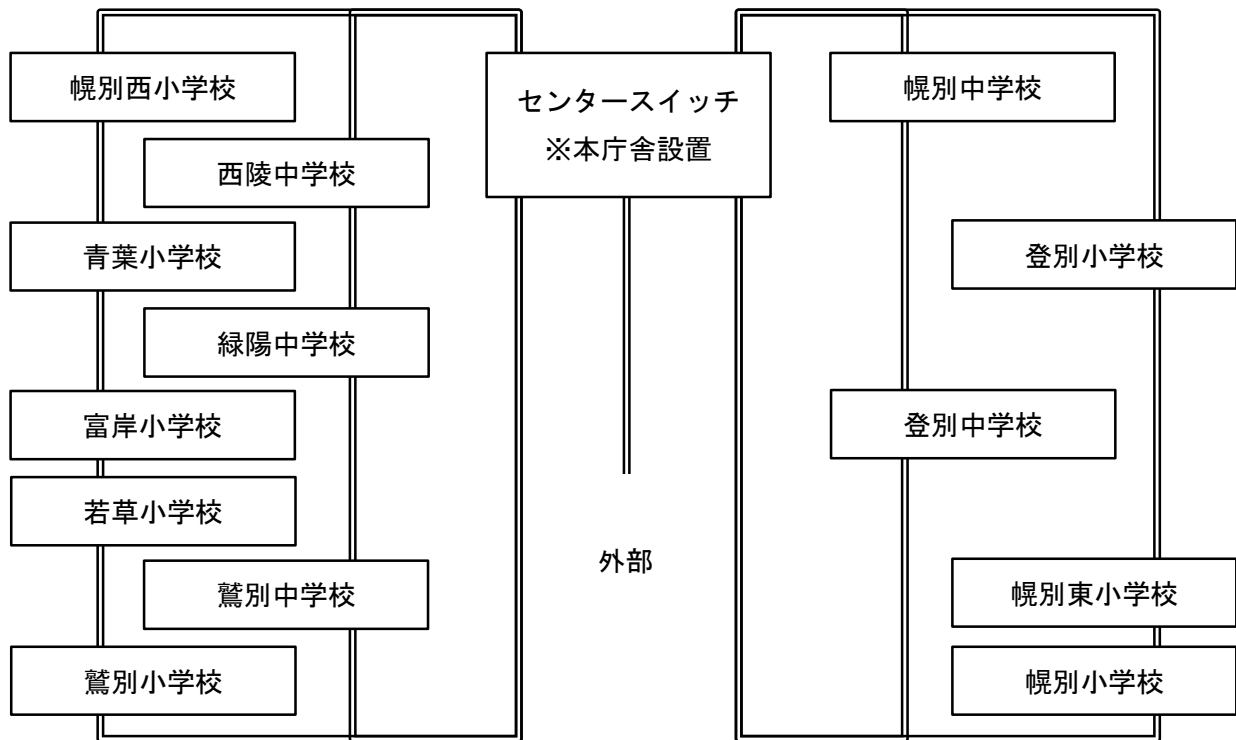 幌別西小学校
西陵中学校
青葉小学校
緑陽中学校
富岸小学校
若草小学校
鷲別中学校
鷲別小学校
センタースイッチ
※本庁舎設置
外部
幌別中学校
登別小学校
登別中学校
幌別東小学校
幌別小学校